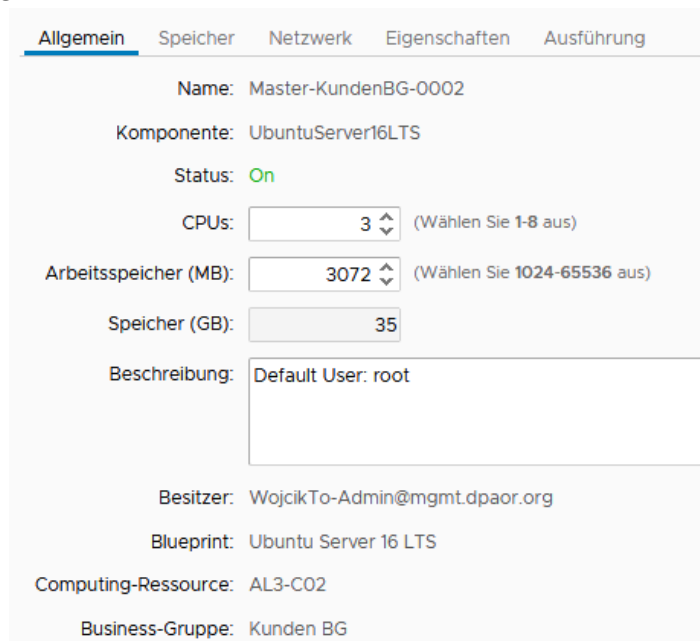 Allgemein Speicher Netzwerk Eigenschaften Ausführung
Name: Master-KundenBG-0002
Komponente: UbuntuServer16LTS
Status: On
CPUs: 3 (Wählen Sie 1-8 aus)
Arbeitsspeicher (MB): 3072 (Wählen Sie 1024-65536 aus)
Speicher (GB): 35
Beschreibung: Default User: root
Besitzer: WojcikTo-Admin@mgmt.dpaor.org
Blueprint: Ubuntu Server 16 LTS
Computing-Ressource: AL3-C02
Business-Gruppe: Kunden BG